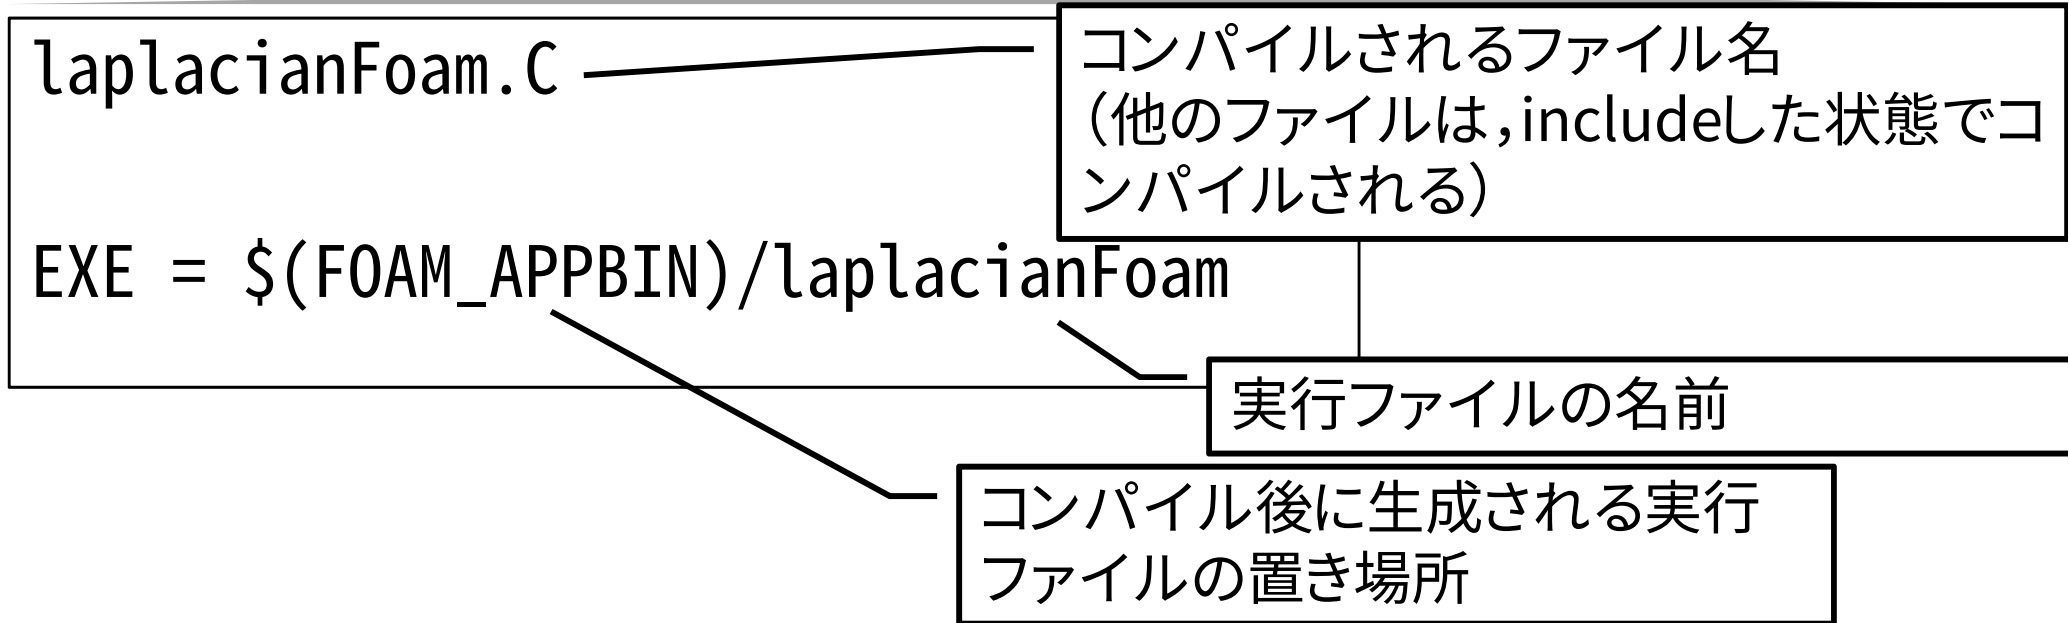 laplacianFoam.C
コンパイルされるファイル名
（他のファイルは，includeした状態でコ
ンパイルされる）
EXE = $(FOAM_APPBIN)/laplacianFoam
実行ファイルの名前
コンパイル後に生成される実行
ファイルの置き場所